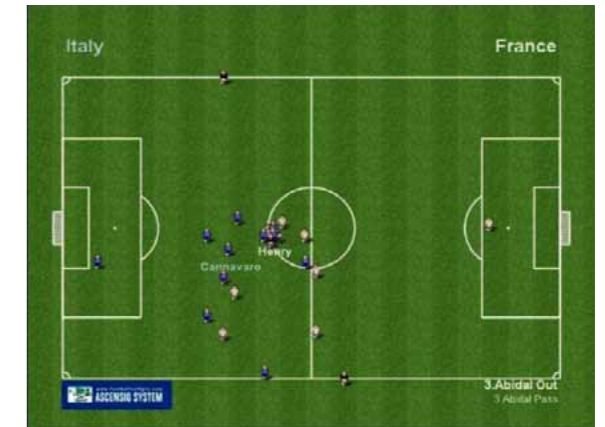 Italy
France
Henry
Cannavaro
3.Abidal Out
3 Abidal Pass
ASCENSIO SYSTEM